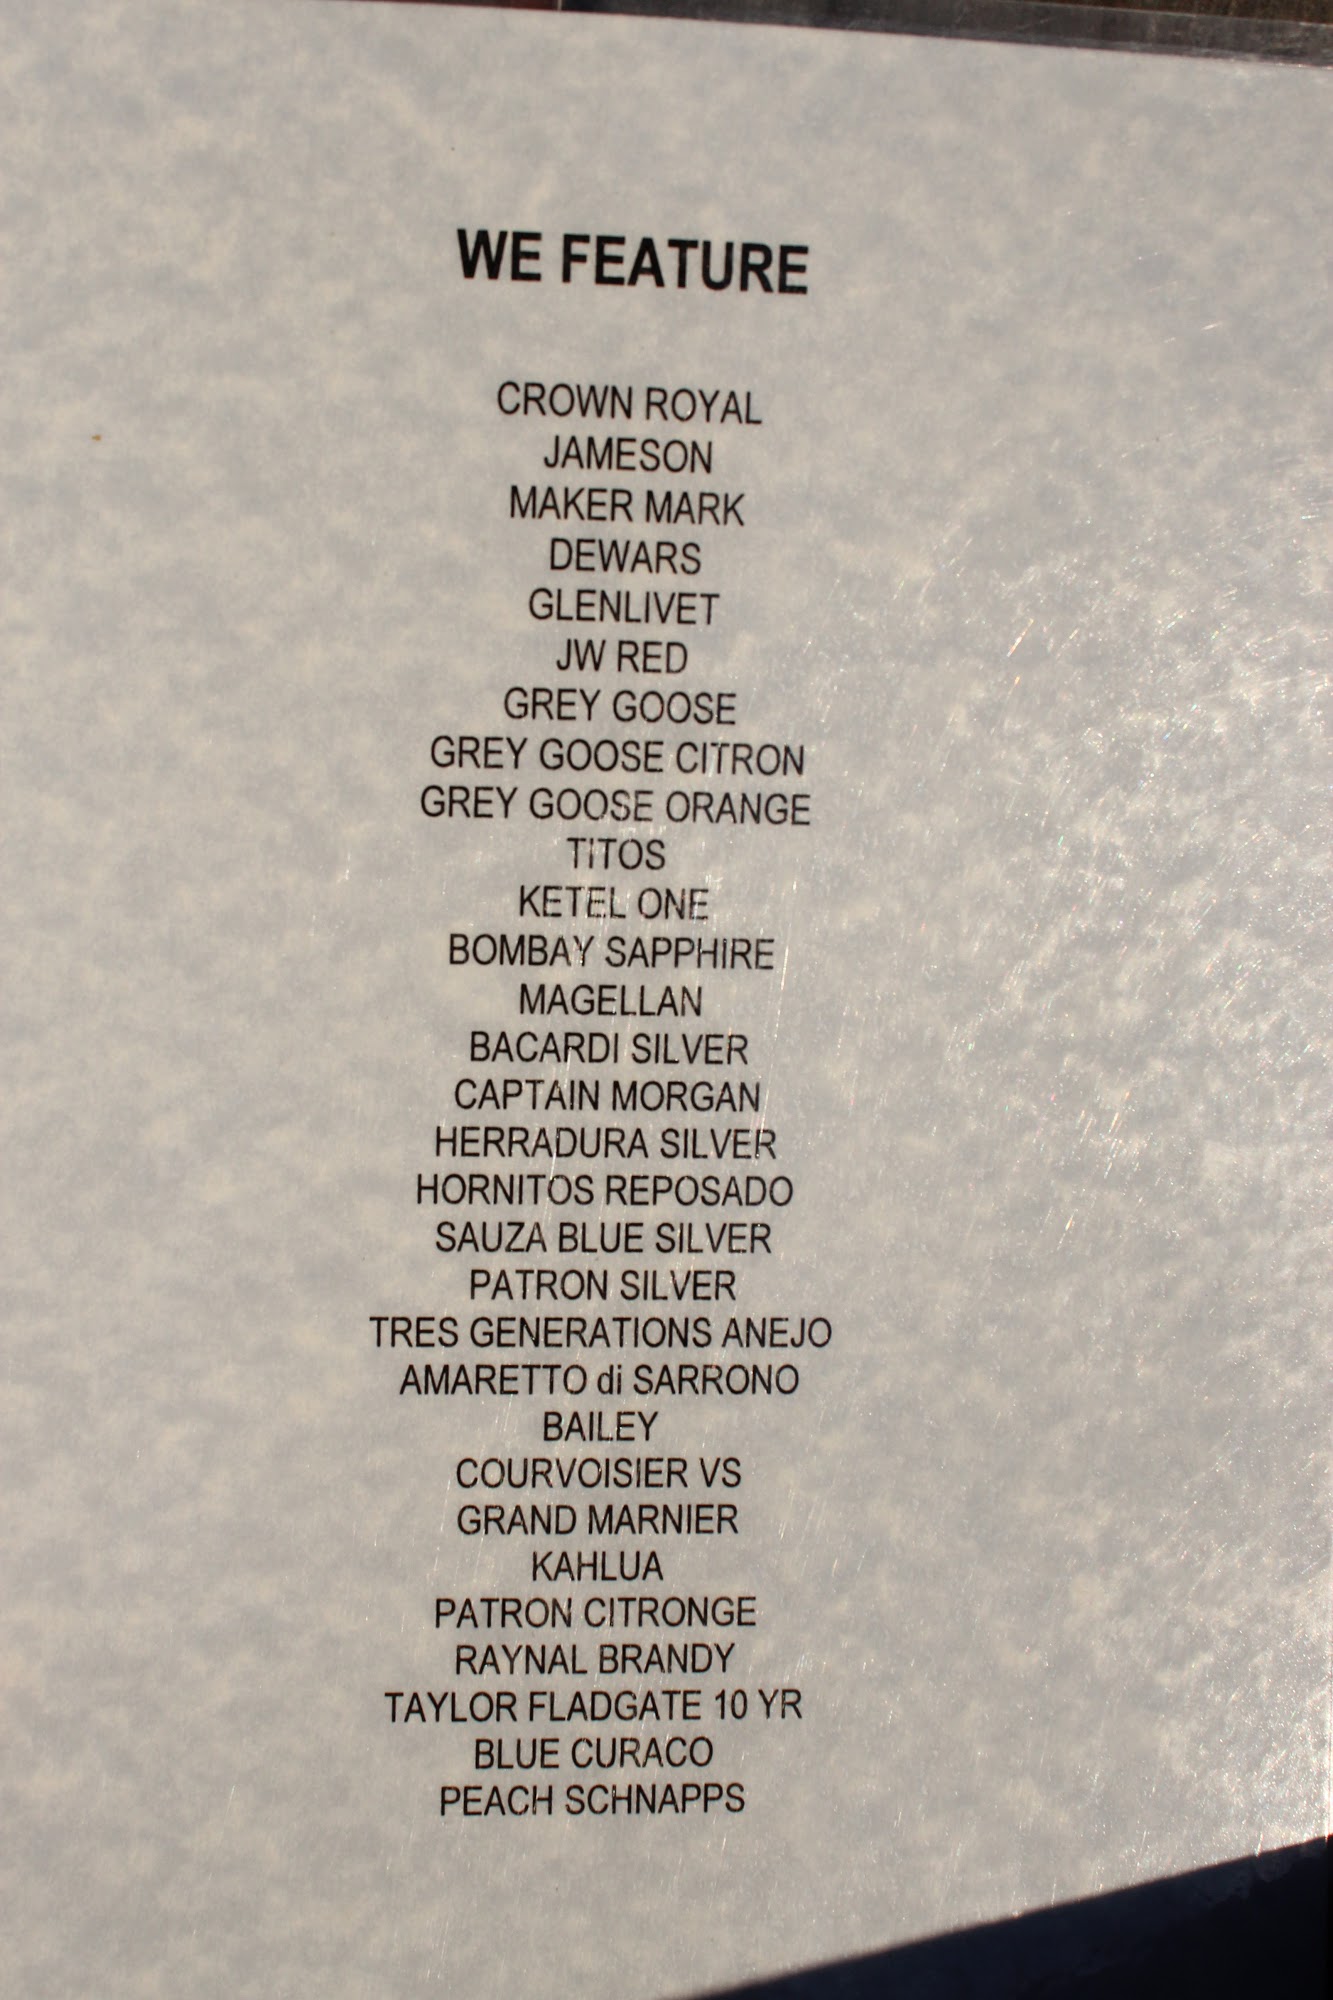 WE FEATURE
CROWN ROYAL
JAMESON
MAKER MARK
DEWARS
GLENLIVET
JW RED
GREY GOOSE
GREY GOOSE CITRON
GREY GOOSE ORANGE
TITOS
KETEL ONE
BOMBAY SAPPHIRE
MAGELLAN
BACARDI SILVER
CAPTAIN MORGAN
HERRADURA SILVER
HORNITOS REPOSADO
SAUZA BLUE SILVER
PATRON SILVER
TRES GENERATIONS ANEJO
AMARETTO di SARRONO
BAILEY
COURVOISIER VS
GRAND MARNIER
KAHLUA
PATRON CITRONGE
RAYNAL BRANDY
TAYLOR FLADGATE 10 YR
BLUE CURACO
PEACH SCHNAPPS